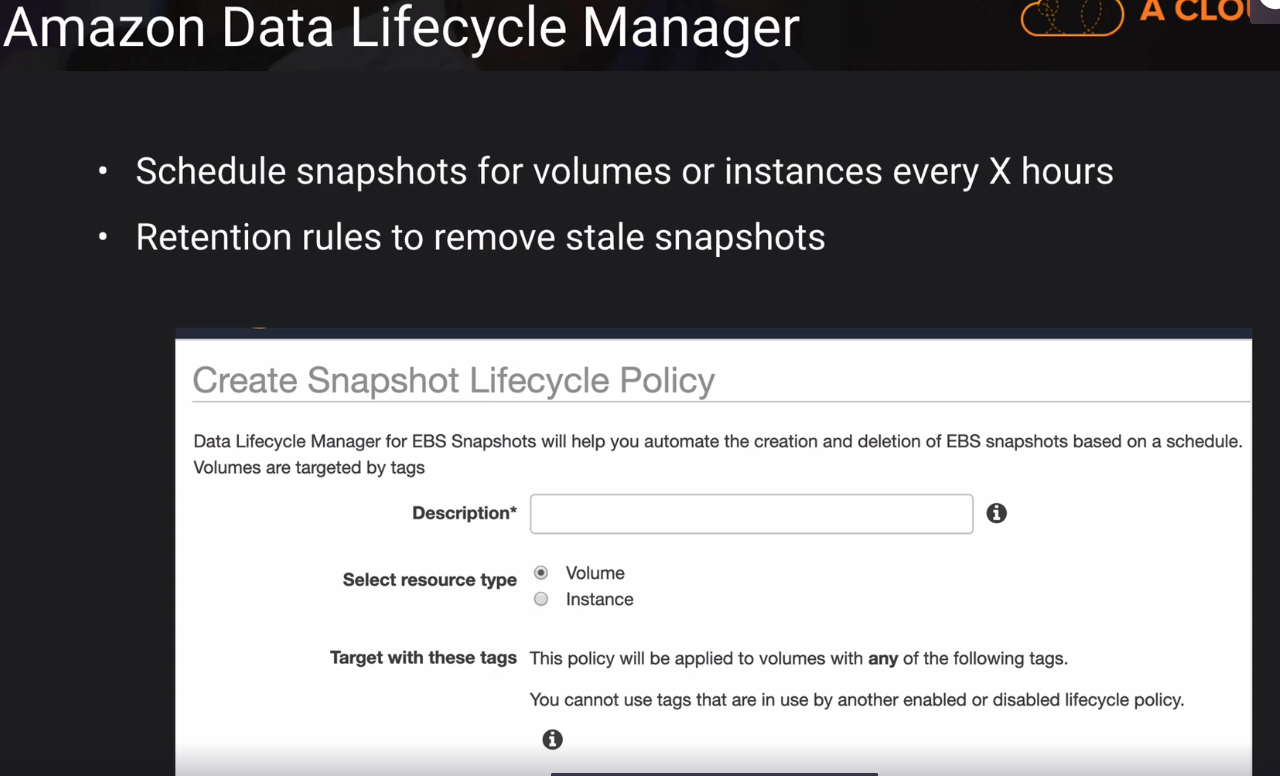 Amazon Data Lifecycle Manager
A CLO
• Schedule snapshots for volumes or instances every X hours
• Retention rules to remove stale snapshots
Create Snapshot Lifecycle Policy
Data Lifecycle Manager for EBS Snapshots will help you automate the creation and deletion of EBS snapshots based on a schedule.
Volumes are targeted by tags
Description*
Select resource type Volume
Instance
Target with these tags This policy will be applied to volumes with any of the following tags.
You cannot use tags that are in use by another enabled or disabled lifecycle policy.